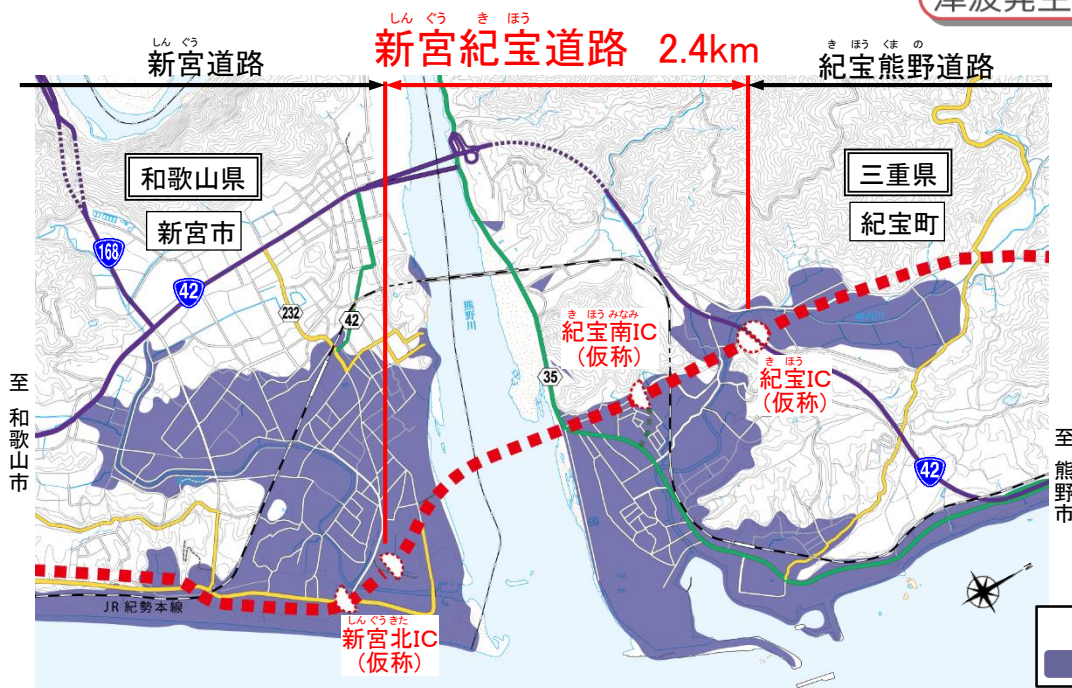 津波発生
しん ぐう
新宮道路
しん ぐう き ほう
新宮紀宝道路 2.4km
き ほう くま の
紀宝熊野道路
和歌山県
新宮市
三重県
紀宝町
168
42
232
42
熊野川
35
き ほう みなみ
紀宝南IC
(仮称)
き ほう
紀宝IC
(仮称)
42
至 和歌山市
至 熊野市
JR紀勢本線
しん ぐう きた
新宮北IC
(仮称)